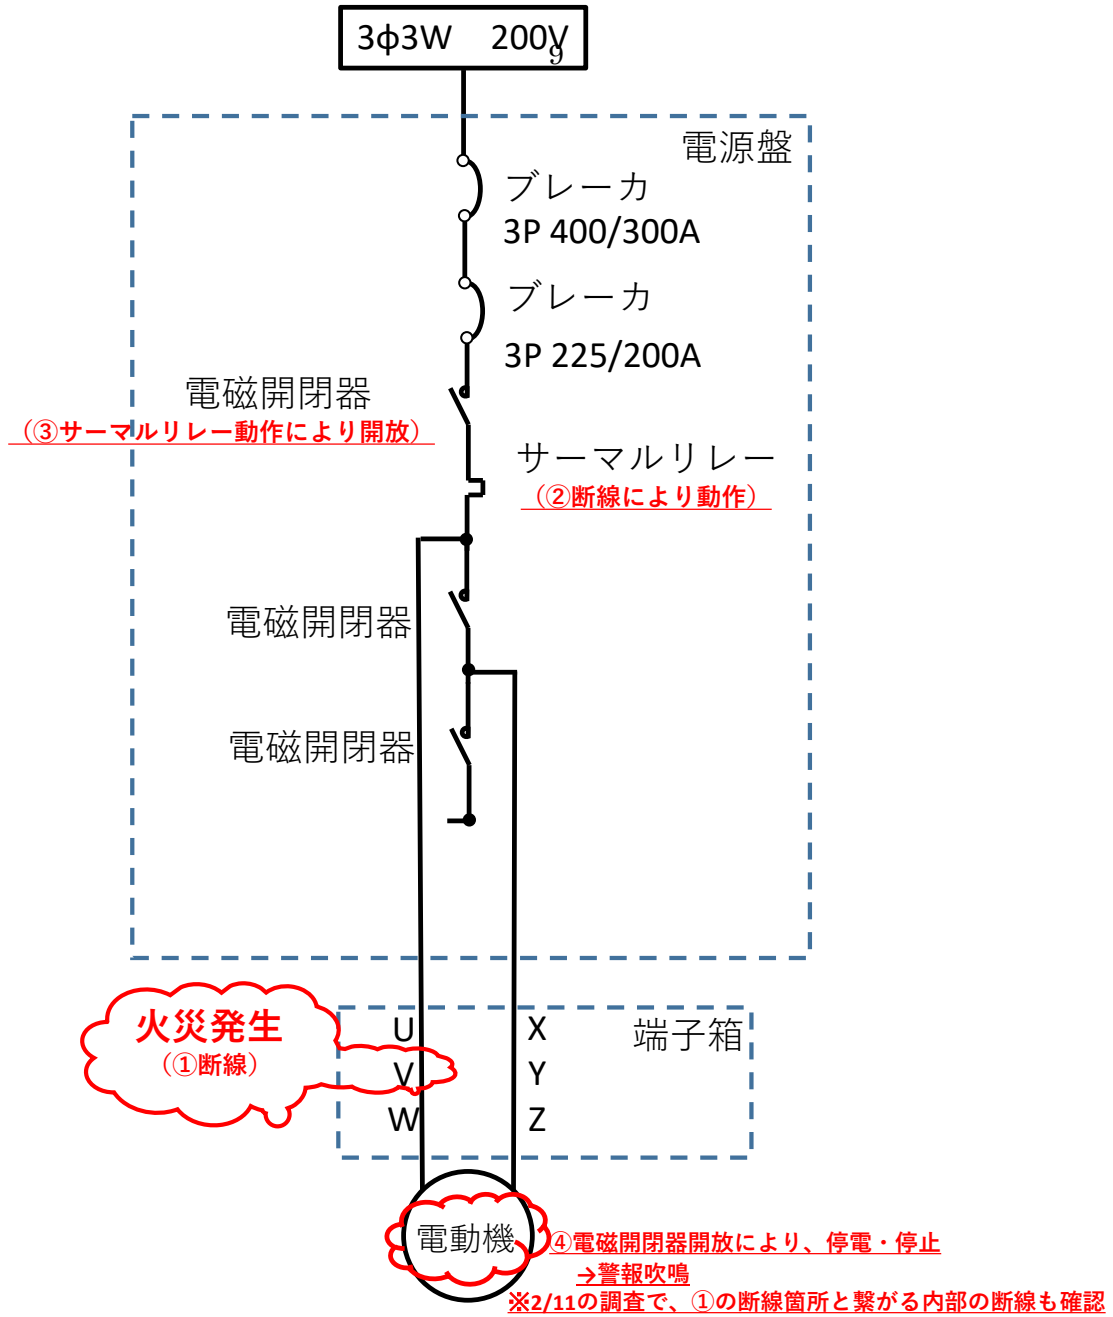 3ϕ3W 200V
9
電源盤
ブレーカ
3P 400/300A
ブレーカ
3P 225/200A
電磁開閉器
（③サーマルリレー動作により開放）
サーマルリレー
（②断線により動作）
電磁開閉器
電磁開閉器
火災発生
（①断線）
U X 端子箱
V Y
W Z
電動機
④電磁開閉器開放により、停電・停止
→警報吹鳴
※2/11の調査で、①の断線箇所と繋がる内部の断線も確認